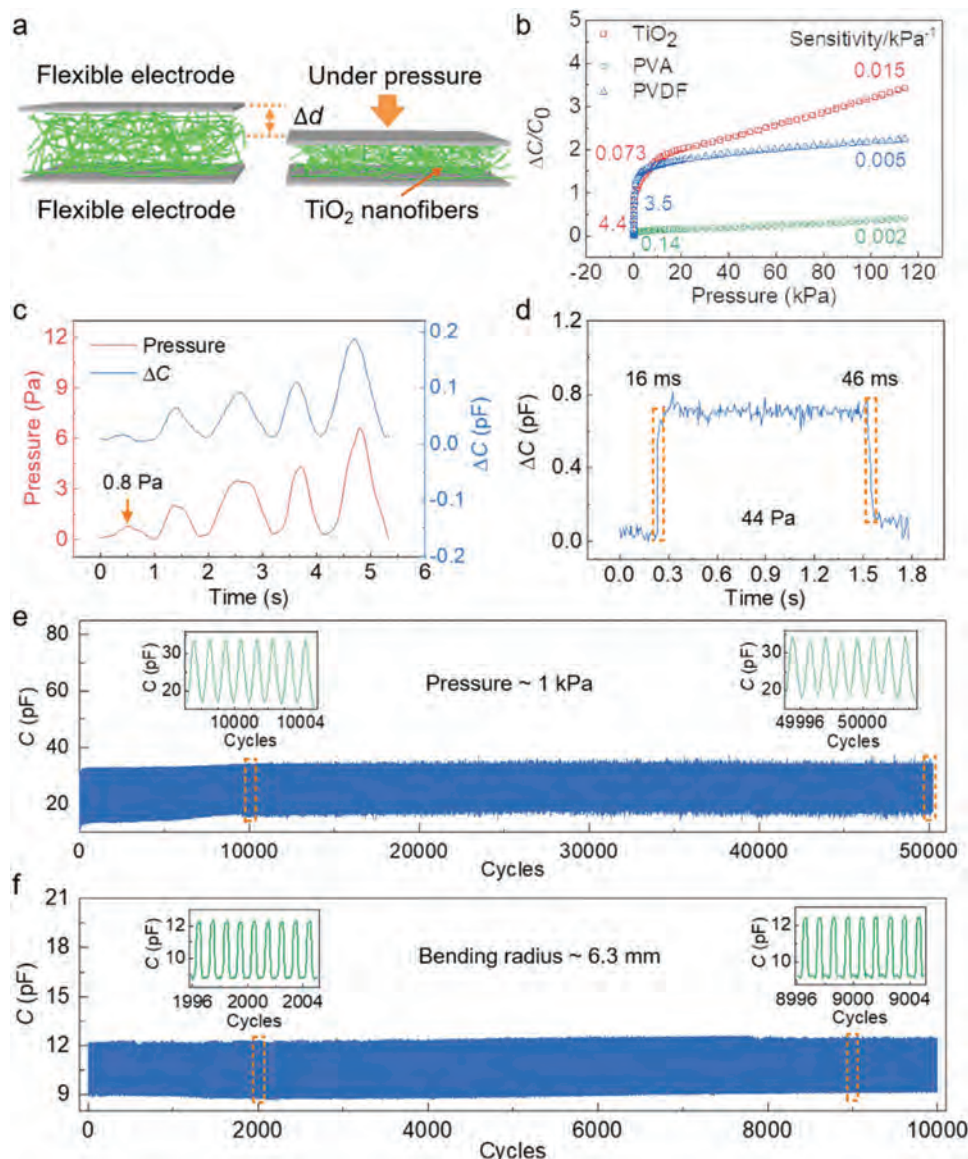 a
Flexible electrode
Under pressure
Δd
Flexible electrode
TiO2 nanofibers
b
5
4
3
2
1
0
ΔC/C0
TiO2
PVA
PVDF
Sensitivity/kPa-1
0.015
0.073
0.005
3.5
4.4
0.14
0.002
-20 0 20 40 60 80 100 120
Pressure (kPa)
c
12
9
6
3
0
Pressure (Pa)
Pressure
ΔC
0.8 Pa
0.2
0.1
0.0
-0.1
-0.2
ΔC (pF)
0 1 2 3 4 5 6
Time (s)
d
1.2
0.8
0.4
0.0
ΔC (pF)
16 ms
46 ms
44 Pa
0.0 0.3 0.6 0.9 1.2 1.5 1.8
Time (s)
e
80
60
40
20
C (pF)
30
20
C (pF)
10000 10004
Cycles
Pressure ~ 1 kPa
30
20
C (pF)
49996 50000
Cycles
0 10000 20000 30000 40000 50000
Cycles
f
21
18
15
12
9
C (pF)
12
10
C (pF)
1996 2000 2004
Cycles
Bending radius ~ 6.3 mm
12
10
C (pF)
8996 9000 9004
Cycles
0 2000 4000 6000 8000 10000
Cycles